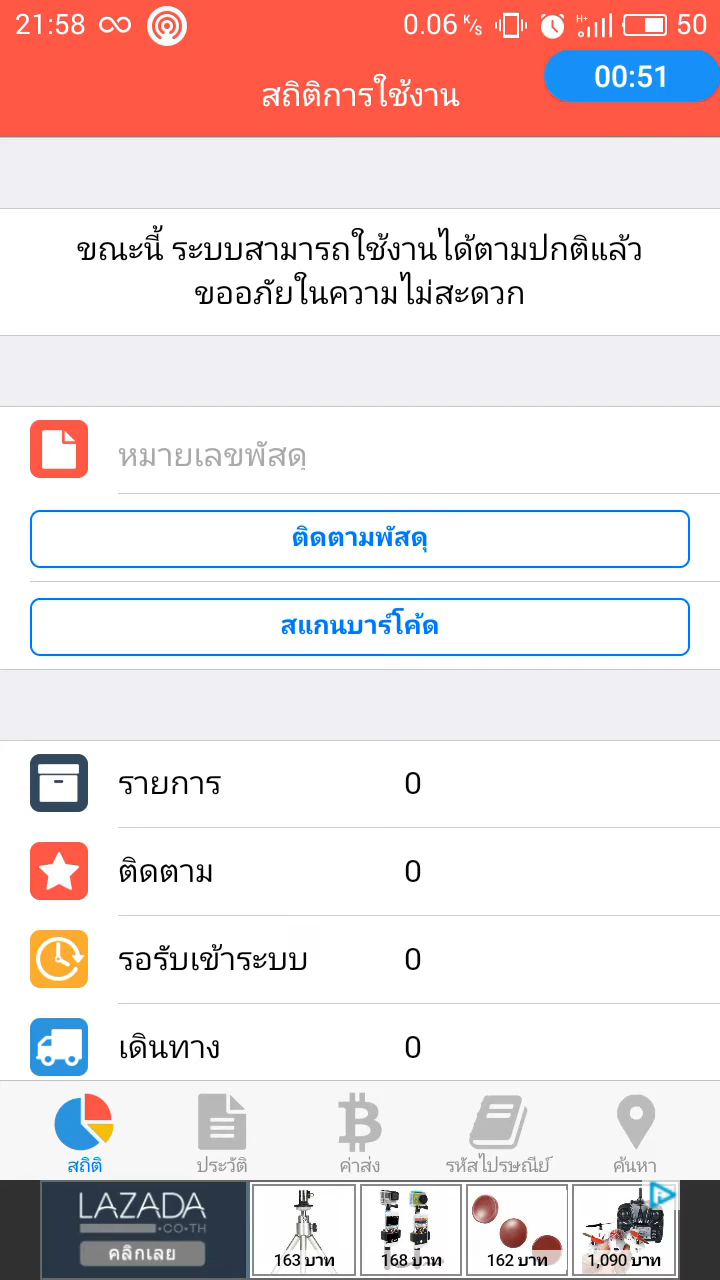 21:58
0.06 K/s
H+
50
00:51
สถิติการใช้งาน
ขณะนี้ ระบบสามารถใช้งานได้ตามปกติแล้ว
ขออภัยในความไม่สะดวก
หมายเลขพัสดุ
ติดตามพัสดุ
สแกนบาร์โค้ด
รายการ 0
ติดตาม 0
รอรับเข้าระบบ 0
เดินทาง 0
สถิติ ประวัติ ค่าส่ง รหัสไปรษณีย์ ค้นหา
LAZADA
.CO.TH
คลิกเลย
163 บาท 168 บาท 162 บาท 1,090 บาท